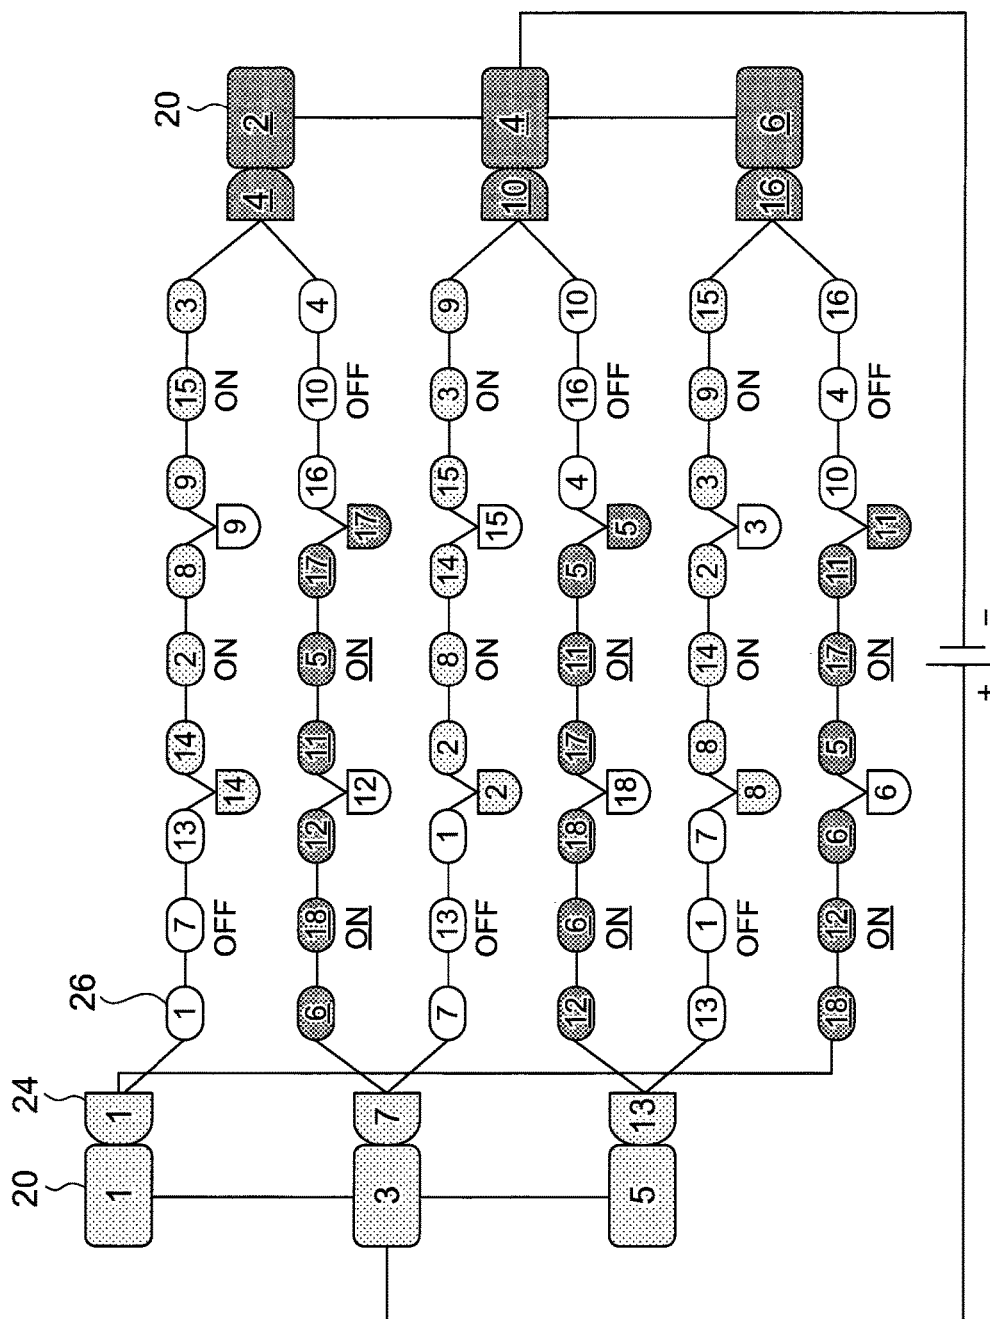 20 24
26
1 1
20
1 7 13 14 2 8 9 15 3
OFF 14 ON 9 ON
4 2
6 18 12 11 5 17 16 10 4
ON 12 ON 17 OFF
3 7
7 13 1 2 8 14 15 3 9
OFF 2 ON 15 ON
10 4
12 6 18 17 11 5 4 16 10
ON 18 ON 5 OFF
5 13
13 1 7 8 14 2 3 9 15
OFF 8 ON 3 ON
16 6
18 12 6 5 17 11 10 4 16
ON 6 ON 11 OFF
+ −